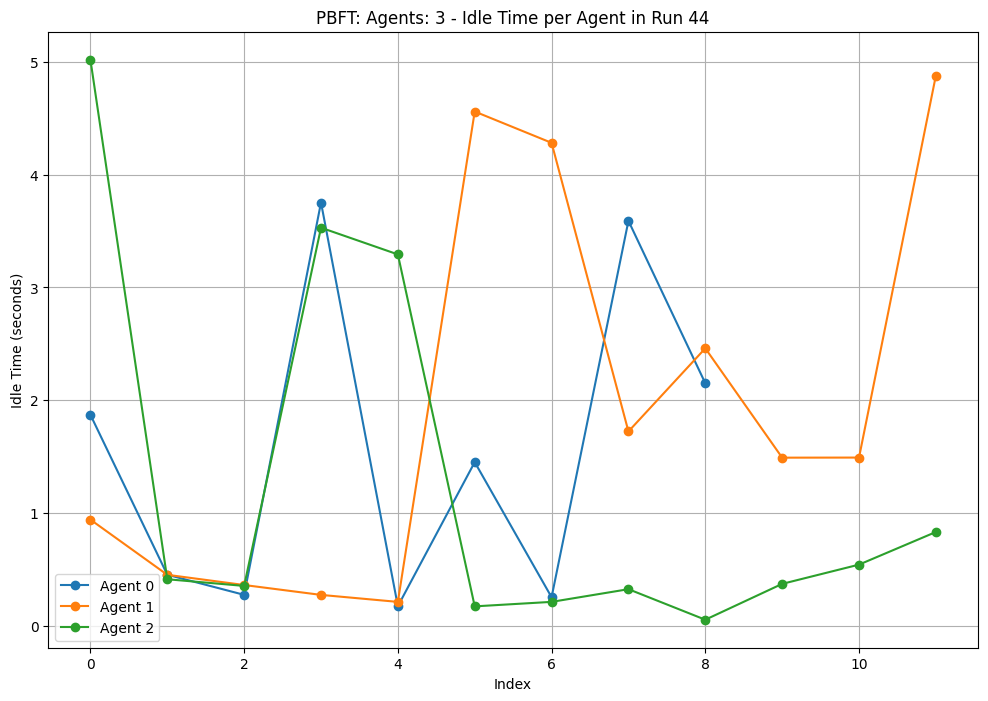 PBFT: Agents: 3 - Idle Time per Agent in Run 44
5
4
3
2
1
0
Idle Time (seconds)
Agent 0
Agent 1
Agent 2
0 2 4 6 8 10
Index